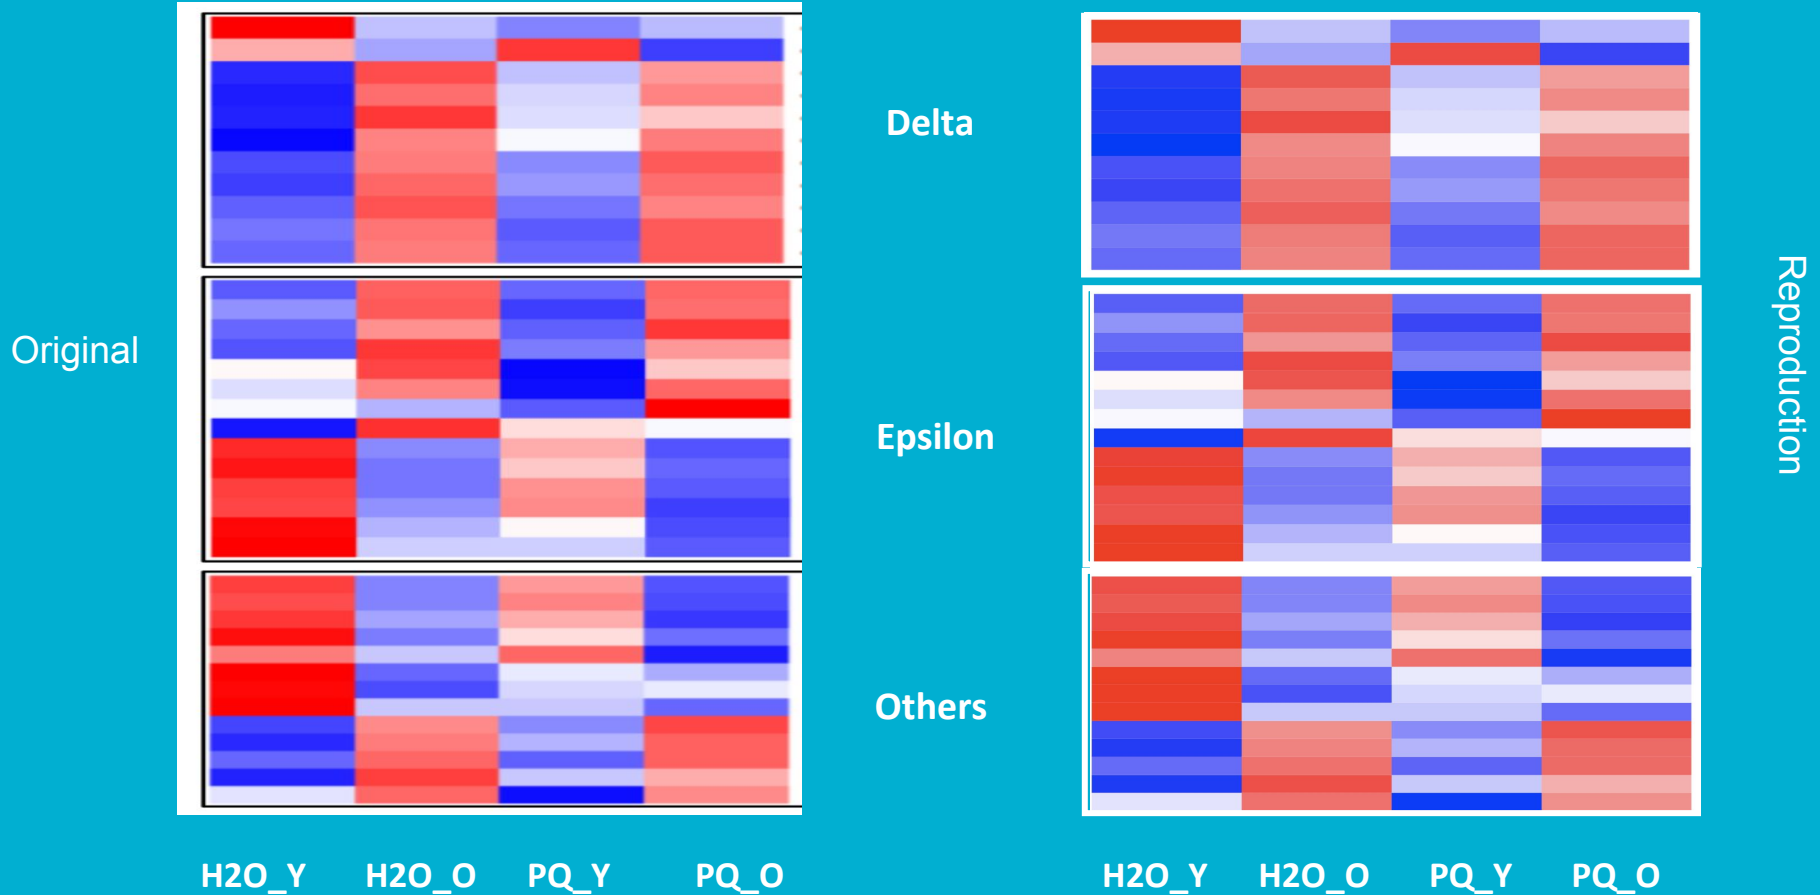 Original
Delta
Epsilon
Others
Reproduction
H2O_Y H2O_O PQ_Y PQ_O
H2O_Y H2O_O PQ_Y PQ_O